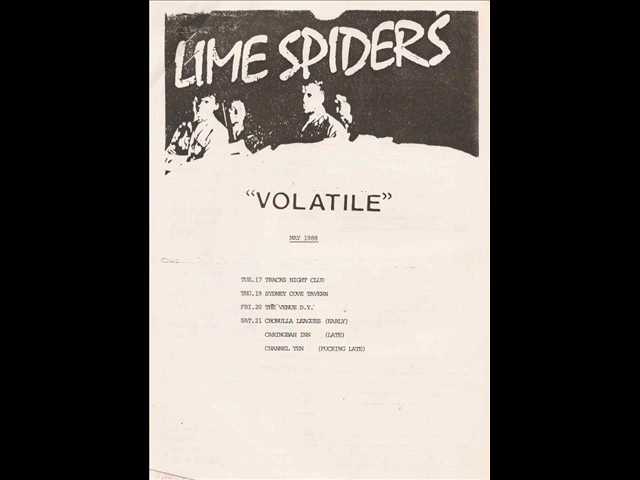 LIME SPIDERS
"VOLATILE"
MAY 1988
TUE.17 TRACKS NIGHT CLUB
THU.19 SYDNEY COVE TAVERN
FRI.20 THE VENUE D.Y.
SAT.21 CRONULLA LEAGUES (EARLY)
CARINGBAH INN (LATE)
CHANNEL TEN (FUCKING LATE)